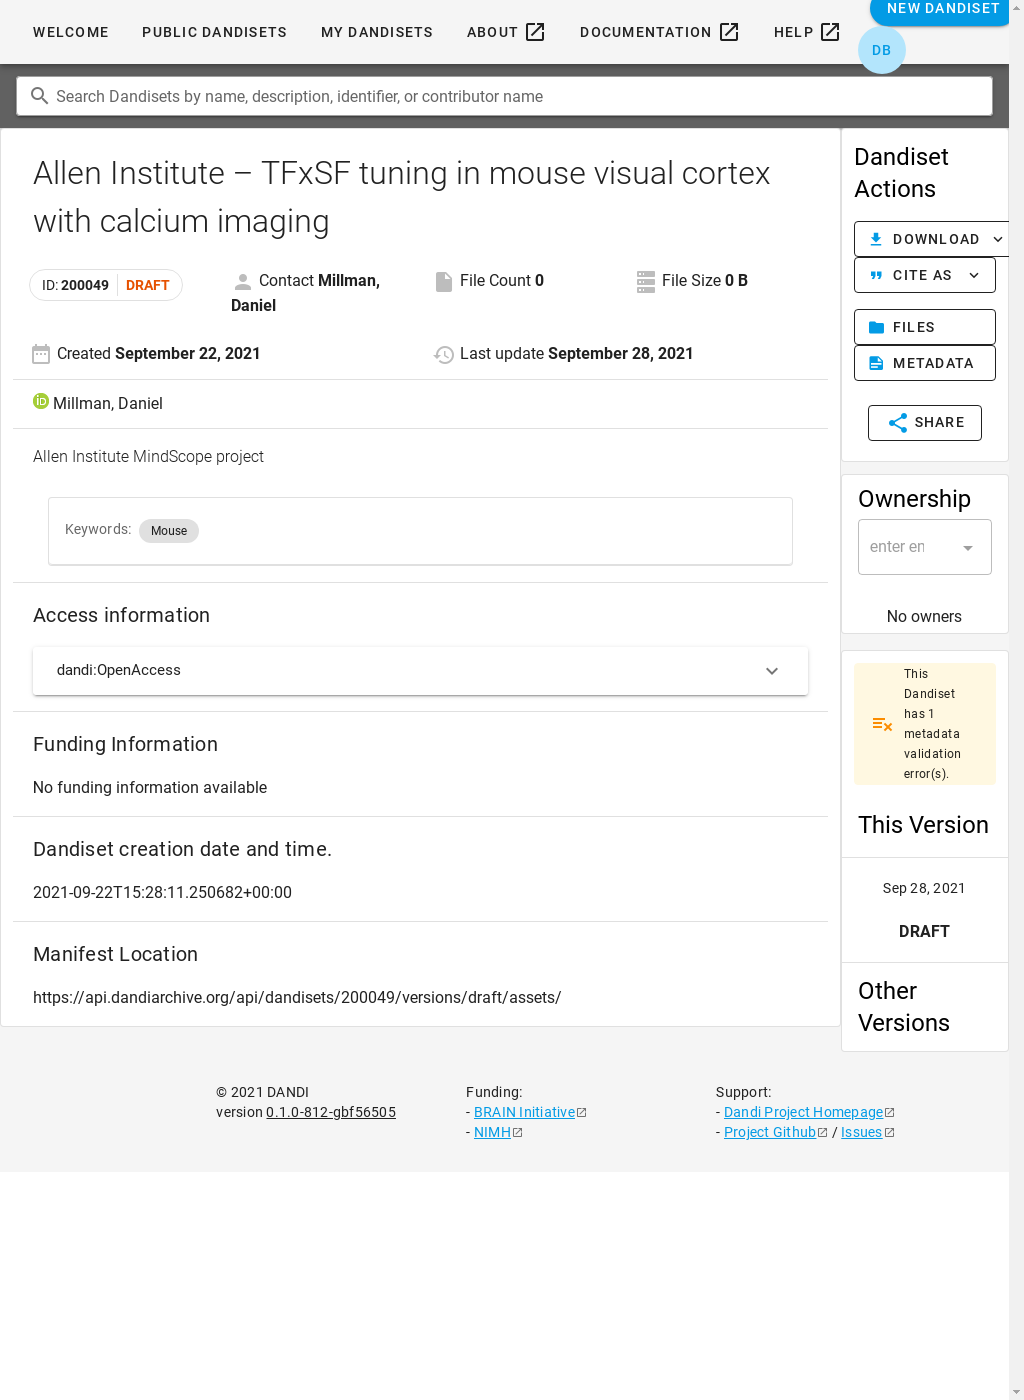 WELCOME PUBLIC DANDISETS MY DANDISETS ABOUT DOCUMENTATION HELP NEW DANDISET
DB
Search Dandisets by name, description, identifier, or contributor name
Allen Institute – TFxSF tuning in mouse visual cortex
with calcium imaging
ID: 200049 DRAFT
Contact Millman,
Daniel
File Count 0
File Size 0 B
Created September 22, 2021
Last update September 28, 2021
Millman, Daniel
Allen Institute MindScope project
Keywords: Mouse
Access information
dandi:OpenAccess
Funding Information
No funding information available
Dandiset creation date and time.
2021-09-22T15:28:11.250682+00:00
Manifest Location
https://api.dandiarchive.org/api/dandisets/200049/versions/draft/assets/
Dandiset
Actions
DOWNLOAD
CITE AS
FILES
METADATA
SHARE
Ownership
enter en
No owners
This
Dandiset
has 1
metadata
validation
error(s).
This Version
Sep 28, 2021
DRAFT
Other
Versions
© 2021 DANDI
version 0.1.0-812-gbf56505
Funding:
- BRAIN Initiative
- NIMH
Support:
- Dandi Project Homepage
- Project Github / Issues